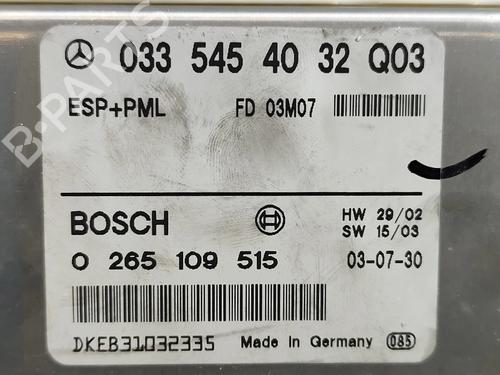 033 545 40 32 Q03
ESP+PML FD 03M07
BOSCH HW 29/02
SW 15/03
0 265 109 515 03-07-30
DKEB31032335 Made in Germany 085
B-PARTS